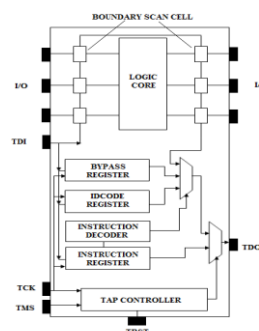 BOUNDARY SCAN CELL
LOGIC
CORE
I/O
TDI
BYPASS
REGISTER
IDCODE
REGISTER
INSTRUCTION
DECODER
INSTRUCTION
REGISTER
TCK
TMS
TAP CONTROLLER